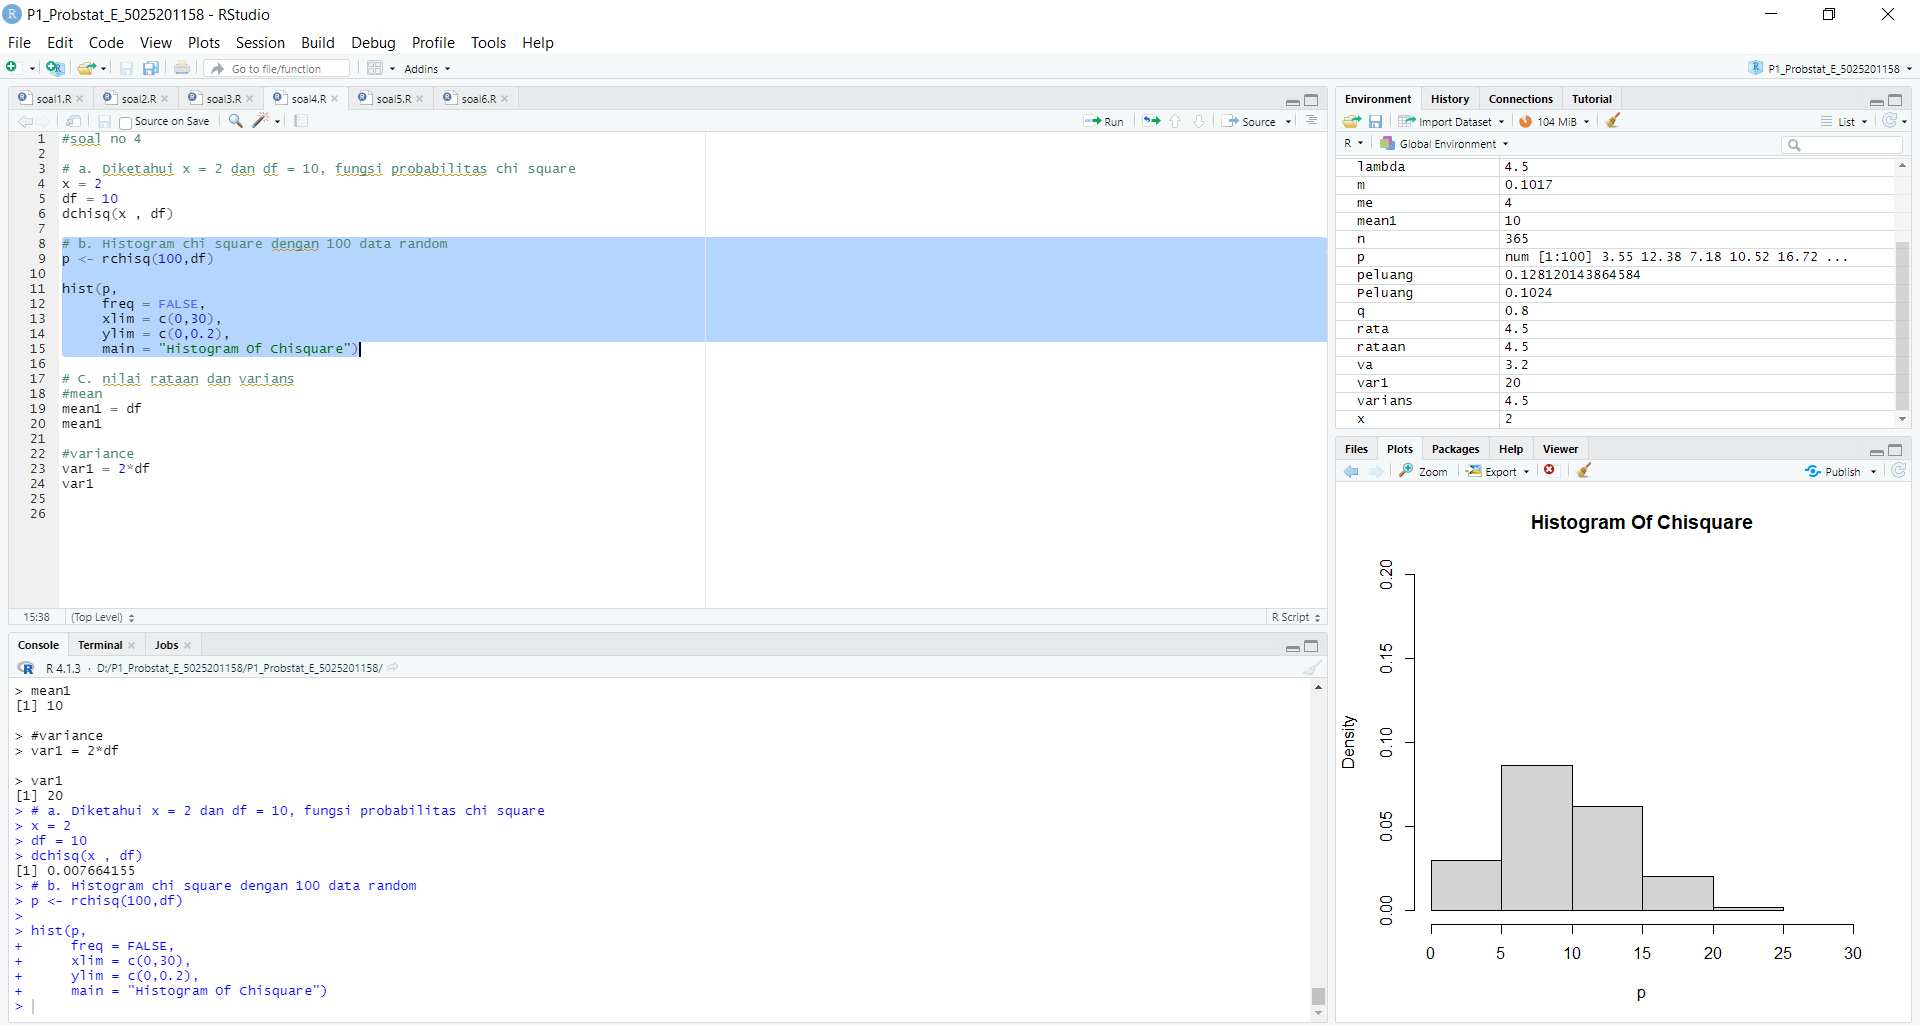 P1_Probstat_E_5025201158 - RStudio
File Edit Code View Plots Session Build Debug Profile Tools Help
Go to file/function Addins
P1_Probstat_E_5025201158
soal1.R soal2.R soal3.R soal4.R soal5.R soal6.R
Source on Save Run Source
1 #soal no 4
2
3 # a. Diketahui x = 2 dan df = 10, fungsi probabilitas chi square
4 x = 2
5 df = 10
6 dchisq(x , df)
7
8 # b. Histogram chi square dengan 100 data random
9 p <- rchisq(100,df)
10
11 hist(p,
12 freq = FALSE,
13 xlim = c(0,30),
14 ylim = c(0,0.2),
15 main = "Histogram Of Chisquare")
16
17 # C. nilai rataan dan varians
18 #mean
19 mean1 = df
20 mean1
21
22 #variance
23 var1 = 2*df
24 var1
25
26
15:38 (Top Level) R Script
Console Terminal Jobs
R 4.1.3 · D:/P1_Probstat_E_5025201158/P1_Probstat_E_5025201158/
> mean1
[1] 10
> #variance
> var1 = 2*df
> var1
[1] 20
> # a. Diketahui x = 2 dan df = 10, fungsi probabilitas chi square
> x = 2
> df = 10
> dchisq(x , df)
[1] 0.007664155
> # b. Histogram chi square dengan 100 data random
> p <- rchisq(100,df)
>
> hist(p,
+ freq = FALSE,
+ xlim = c(0,30),
+ ylim = c(0,0.2),
+ main = "Histogram Of Chisquare")
>
Environment History Connections Tutorial
Import Dataset 104 MiB List
R Global Environment
lambda 4.5
m 0.1017
me 4
mean1 10
n 365
p num [1:100] 3.55 12.38 7.18 10.52 16.72 ...
peluang 0.128120143864584
Peluang 0.1024
q 0.8
rata 4.5
rataan 4.5
va 3.2
var1 20
varians 4.5
x 2
Files Plots Packages Help Viewer
Zoom Export Publish
Histogram Of Chisquare
Density
0.20
0.15
0.10
0.05
0.00
0 5 10 15 20 25 30
p